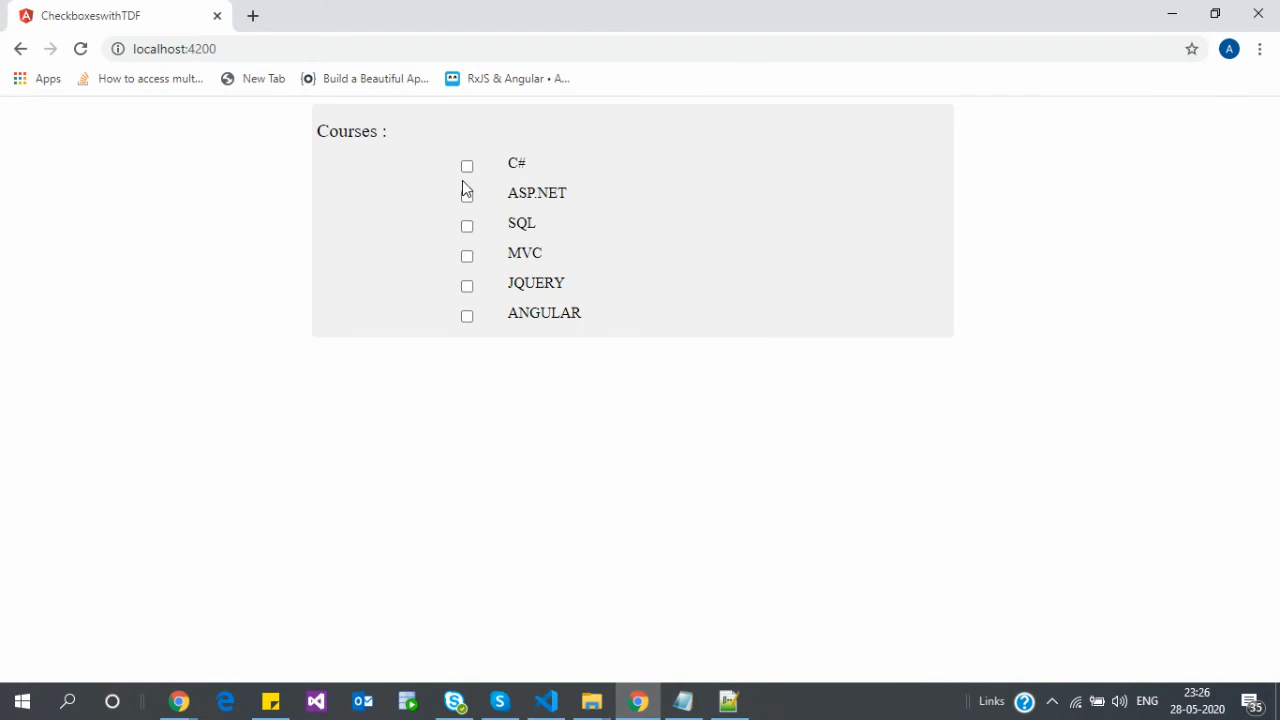 CheckboxeswithTDF
localhost:4200
A
Apps How to access mult... New Tab Build a Beautiful Ap... RxJS & Angular • A...
Courses :
C#
ASP.NET
SQL
MVC
JQUERY
ANGULAR
Links ENG 23:26
28-05-2020 35